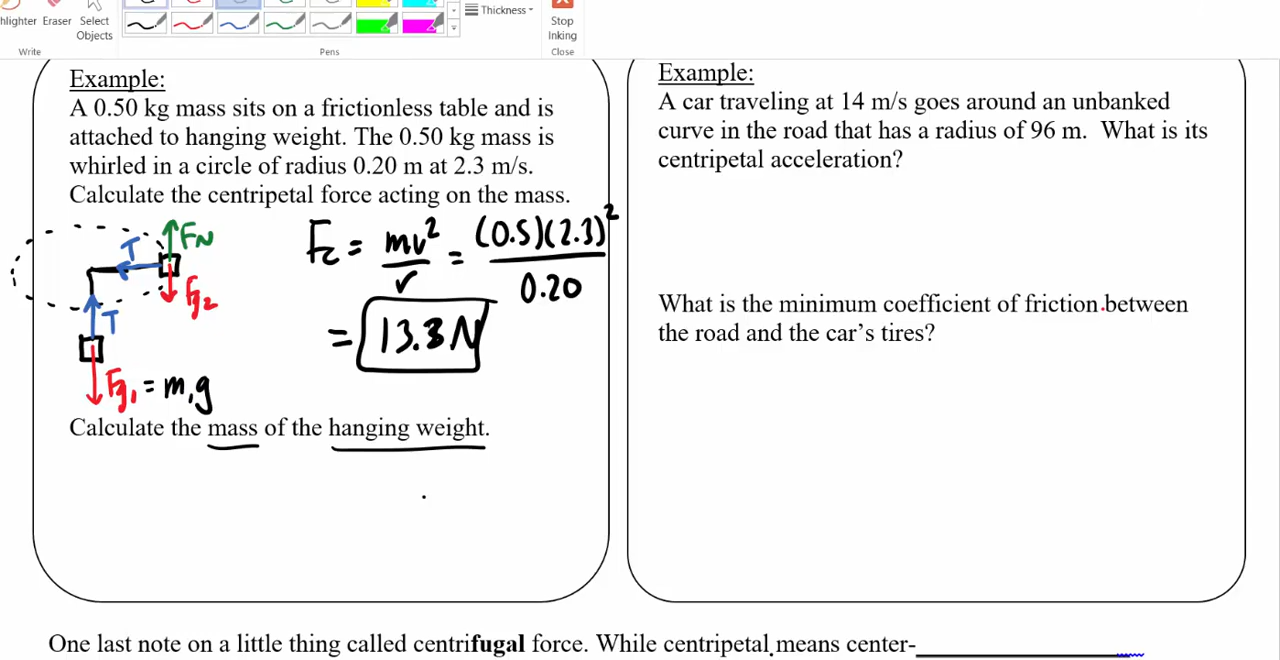 hlighter Eraser Select Objects
Write
Pens
Thickness
Stop Inking
Close
Example:
A 0.50 kg mass sits on a frictionless table and is
attached to hanging weight. The 0.50 kg mass is
whirled in a circle of radius 0.20 m at 2.3 m/s.
Calculate the centripetal force acting on the mass.
FN
T
Fg2
T
Fg1 = m1g
Fc = mv²/r = (0.5)(2.3)²/0.20
= 13.3 N
Calculate the mass of the hanging weight.
Example:
A car traveling at 14 m/s goes around an unbanked
curve in the road that has a radius of 96 m. What is its
centripetal acceleration?
What is the minimum coefficient of friction between
the road and the car's tires?
One last note on a little thing called centrifugal force. While centripetal means center-